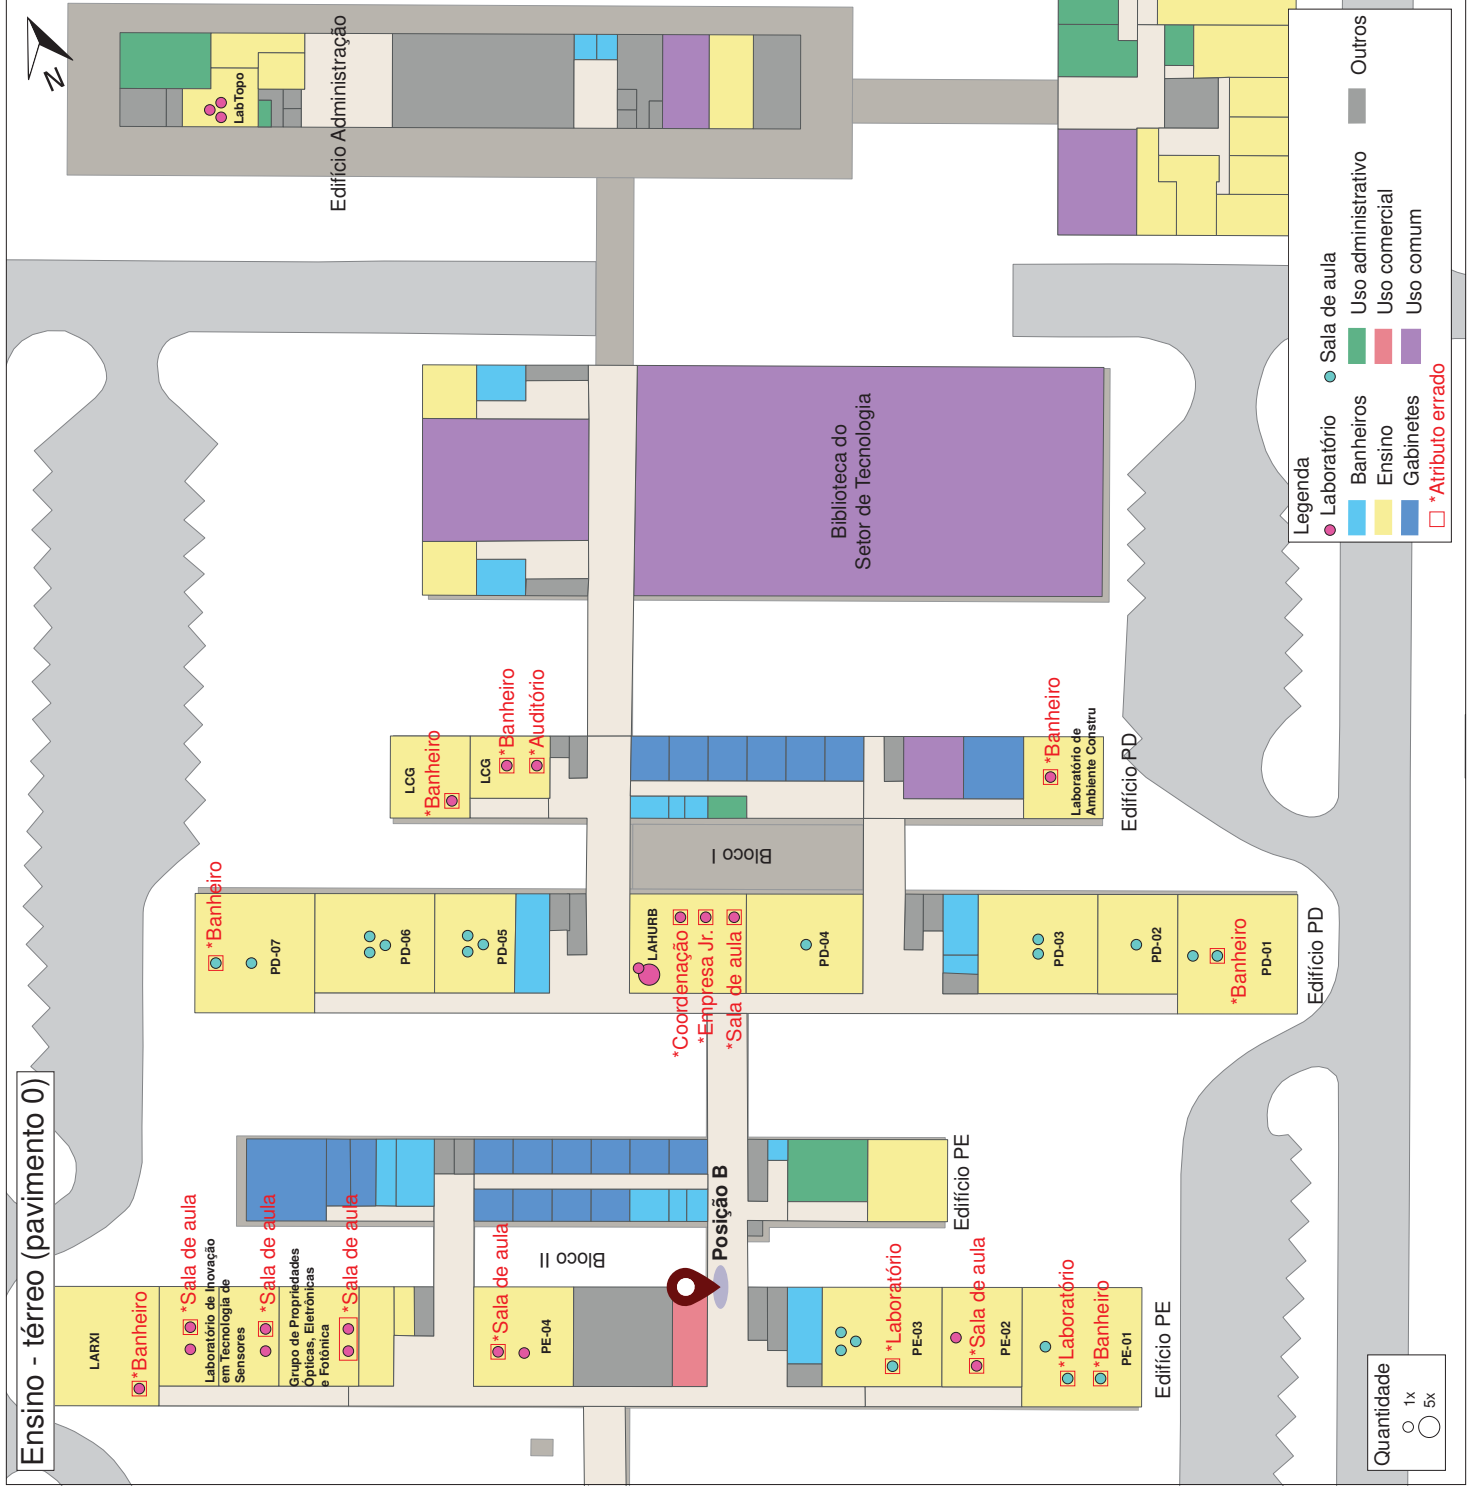 Ensino - térreo (pavimento 0)
N
LabTopo
Edifício Administração
Biblioteca do
Setor de Tecnologia
LCG
*Banheiro
LCG
*Banheiro
*Auditório
*Banheiro
Laboratório de
Ambiente Constru
Edifício PD
Bloco I
*Banheiro
PD-07
PD-06
PD-05
LAHURB
*Coordenação
*Empresa Jr.
*Sala de aula
PD-04
PD-03
PD-02
*Banheiro
PD-01
Edifício PD
Edifício PE
Posição B
Bloco II
LARXI
*Banheiro
*Sala de aula
Laboratório de Inovação
em Tecnologia de
Sensores
*Sala de aula
Grupo de Propriedades
Ópticas, Eletrônicas
e Fotônica
*Sala de aula
*Sala de aula
PE-04
*Laboratório
PE-03
*Sala de aula
PE-02
*Laboratório
*Banheiro
PE-01
Edifício PE
Legenda
Laboratório
Sala de aula
Banheiros
Ensino
Gabinetes
Uso administrativo
Uso comercial
Uso comum
Outros
*Atributo errado
Quantidade
1x
5x